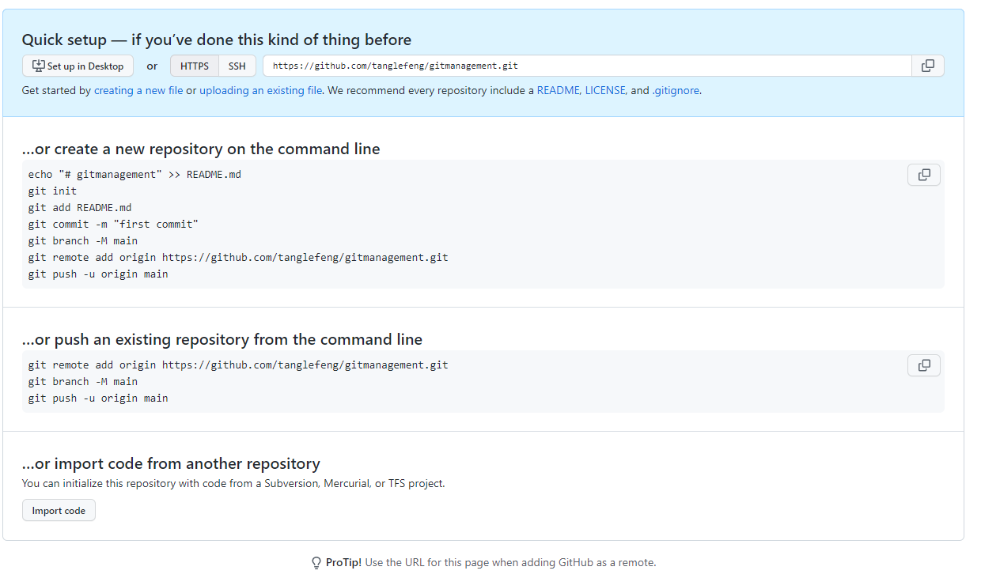 Quick setup — if you’ve done this kind of thing before
Set up in Desktop or HTTPS SSH https://github.com/tanglefeng/gitmanagement.git
Get started by creating a new file or uploading an existing file. We recommend every repository include a README, LICENSE, and .gitignore.
…or create a new repository on the command line
echo "# gitmanagement" >> README.md
git init
git add README.md
git commit -m "first commit"
git branch -M main
git remote add origin https://github.com/tanglefeng/gitmanagement.git
git push -u origin main
…or push an existing repository from the command line
git remote add origin https://github.com/tanglefeng/gitmanagement.git
git branch -M main
git push -u origin main
…or import code from another repository
You can initialize this repository with code from a Subversion, Mercurial, or TFS project.
Import code
ProTip! Use the URL for this page when adding GitHub as a remote.